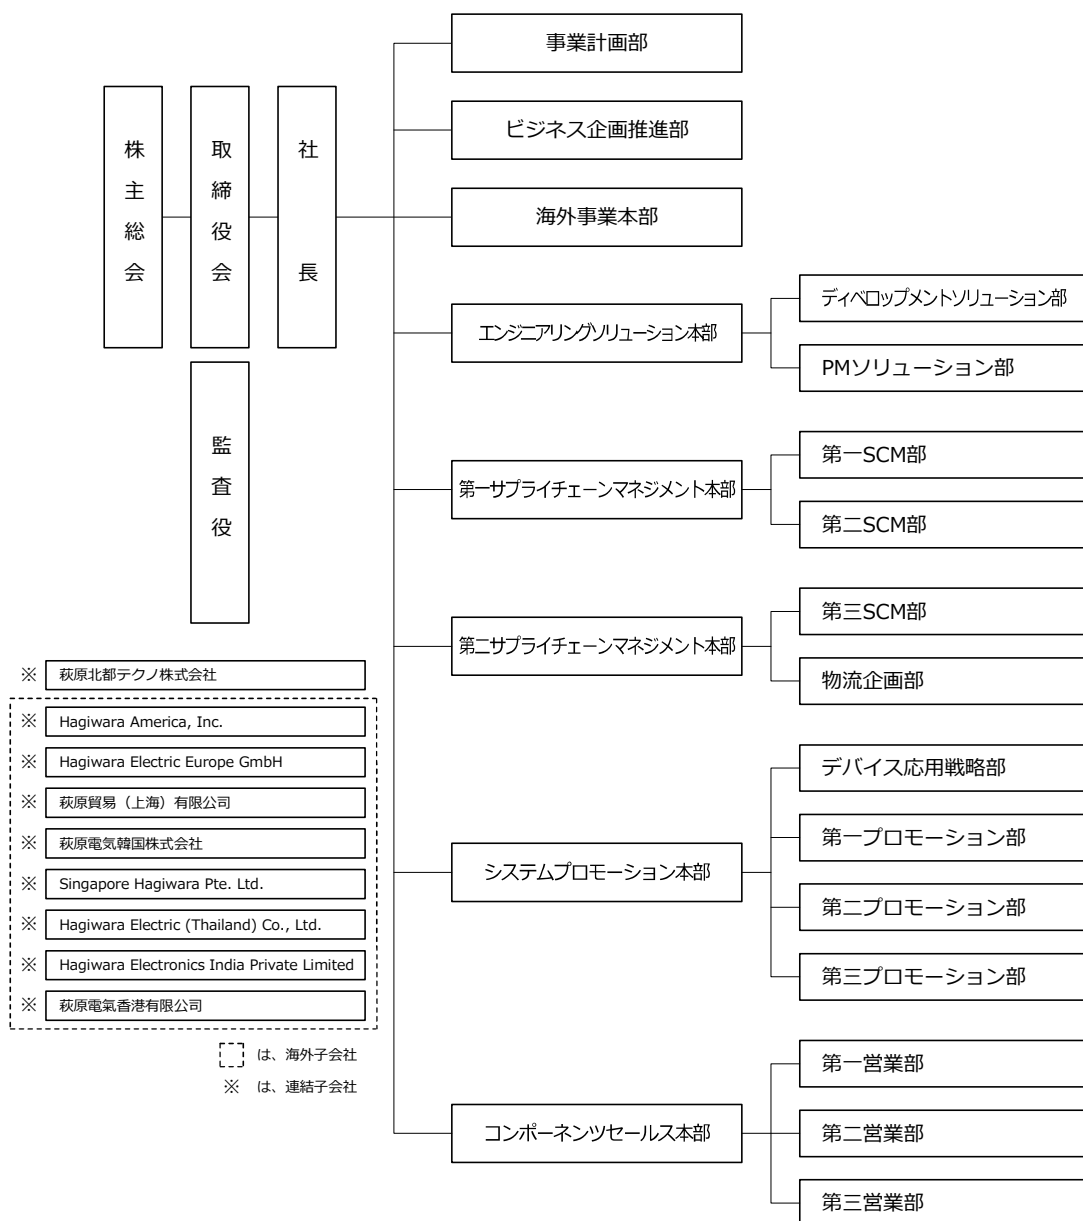 株主総会
取締役会
社長
監査役
事業計画部
ビジネス企画推進部
海外事業本部
エンジニアリングソリューション本部
ディベロップメントソリューション部
PMソリューション部
第一サプライチェーンマネジメント本部
第一SCM部
第二SCM部
第二サプライチェーンマネジメント本部
第三SCM部
物流企画部
システムプロモーション本部
デバイス応用戦略部
第一プロモーション部
第二プロモーション部
第三プロモーション部
コンポーネンツセールス本部
第一営業部
第二営業部
第三営業部
※ 萩原北都テクノ株式会社
※ Hagiwara America, Inc.
※ Hagiwara Electric Europe GmbH
※ 萩原貿易（上海）有限公司
※ 萩原電気韓国株式会社
※ Singapore Hagiwara Pte. Ltd.
※ Hagiwara Electric (Thailand) Co., Ltd.
※ Hagiwara Electronics India Private Limited
※ 萩原電氣香港有限公司
は、海外子会社
※ は、連結子会社